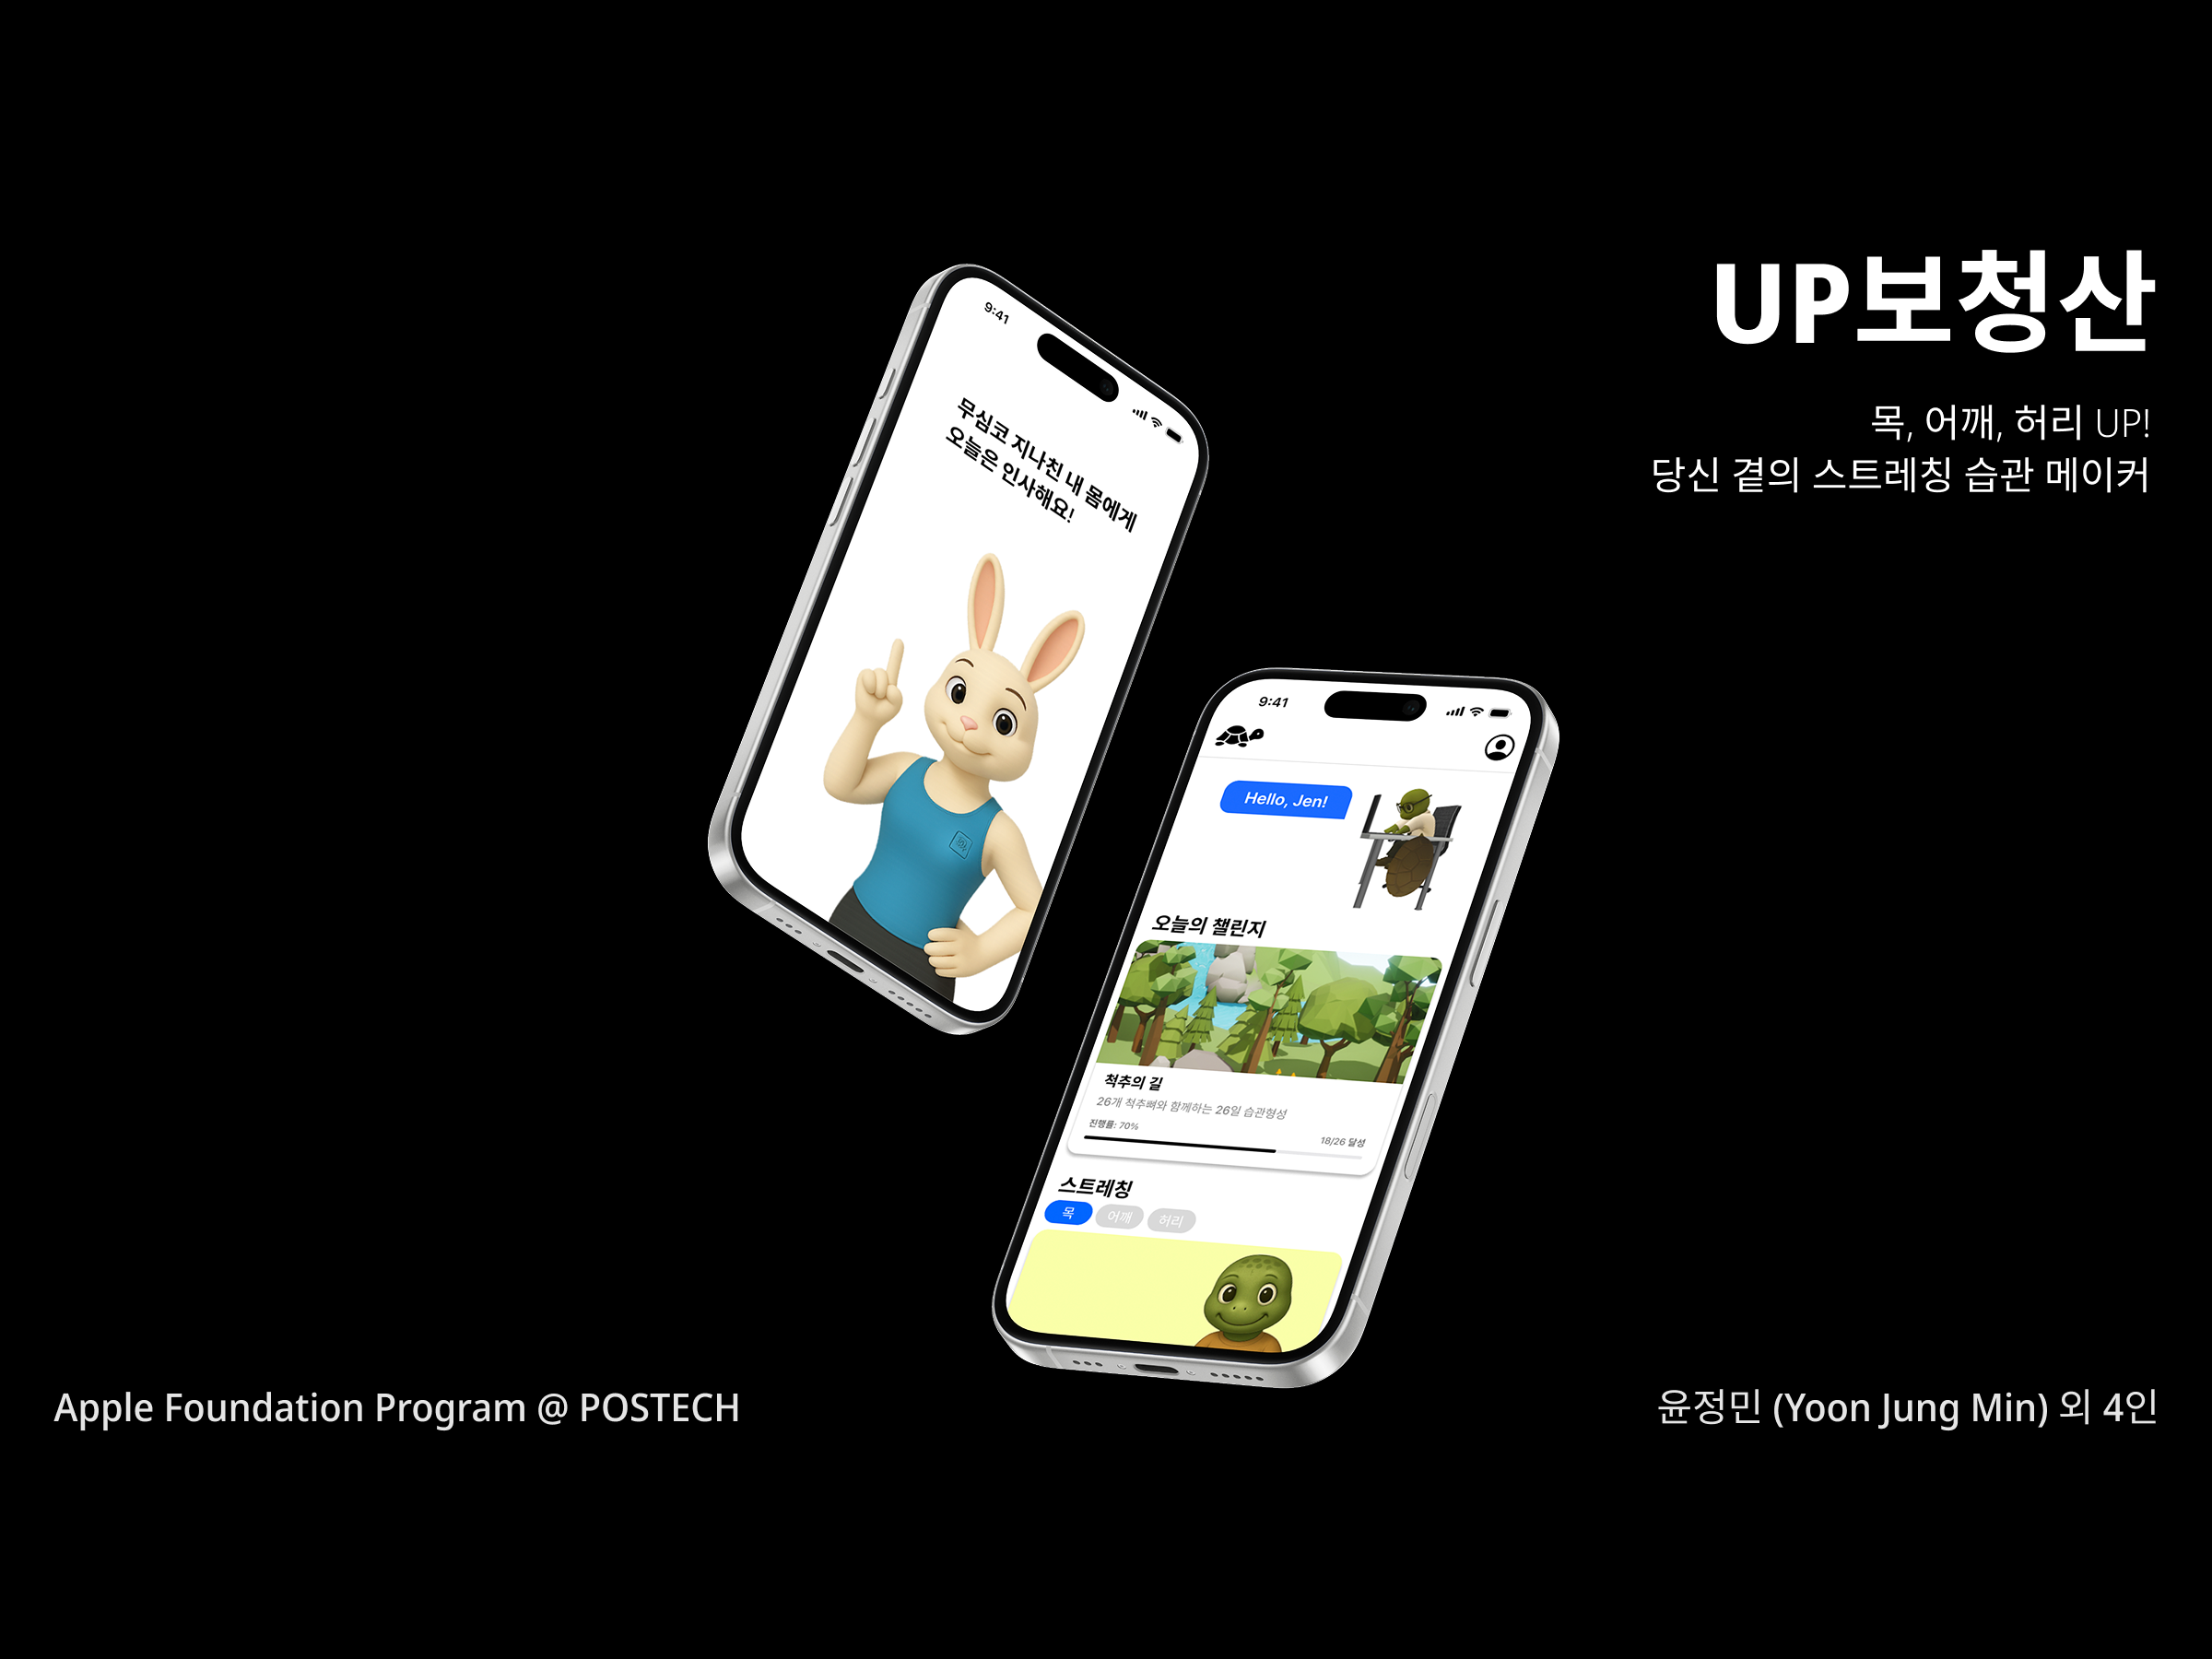 UP보청산
목, 어깨, 허리 UP!
당신 곁의 스트레칭 습관 메이커
9:41
무심코 지나친 내 몸에게
오늘은 인사해요!
9:41
Hello, Jen!
오늘의 챌린지
척추의 길
26개 척추뼈와 함께하는 26일 습관형성
진행률: 70%
18/26 달성
스트레칭
목 어깨 허리
Apple Foundation Program @ POSTECH
윤정민 (Yoon Jung Min) 외 4인